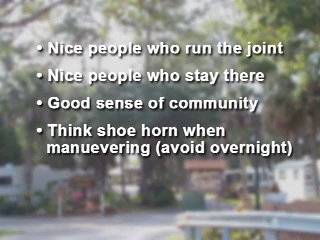 • Nice people who run the joint
• Nice people who stay there
• Good sense of community
• Think shoe horn when
manuevering (avoid overnight)